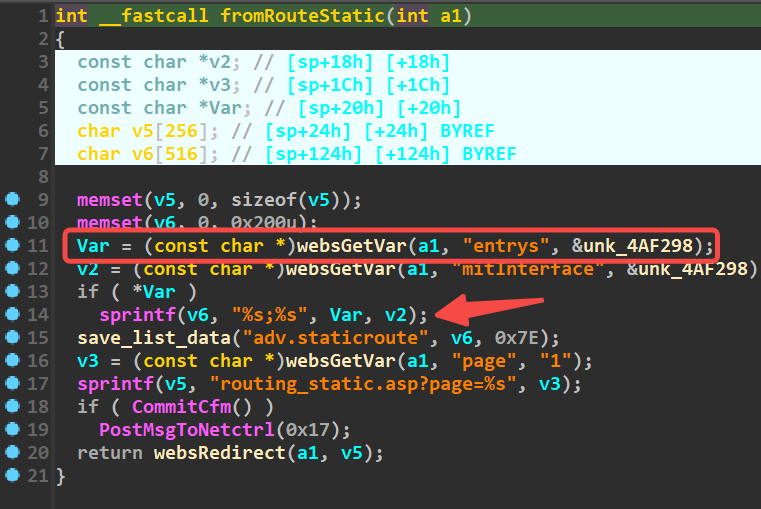 1 int __fastcall fromRouteStatic(int a1)
2 {
3 const char *v2; // [sp+18h] [+18h]
4 const char *v3; // [sp+1Ch] [+1Ch]
5 const char *Var; // [sp+20h] [+20h]
6 char v5[256]; // [sp+24h] [+24h] BYREF
7 char v6[516]; // [sp+124h] [+124h] BYREF
8
9 memset(v5, 0, sizeof(v5));
10 memset(v6, 0, 0x200u);
11 Var = (const char *)websGetVar(a1, "entrys", &unk_4AF298);
12 v2 = (const char *)websGetVar(a1, "mitInterface", &unk_4AF298)
13 if ( *Var )
14 sprintf(v6, "%s;%s", Var, v2);
15 save_list_data("adv.staticroute", v6, 0x7E);
16 v3 = (const char *)websGetVar(a1, "page", "1");
17 sprintf(v5, "routing_static.asp?page=%s", v3);
18 if ( CommitCfm() )
19 PostMsgToNetctrl(0x17);
20 return websRedirect(a1, v5);
21 }